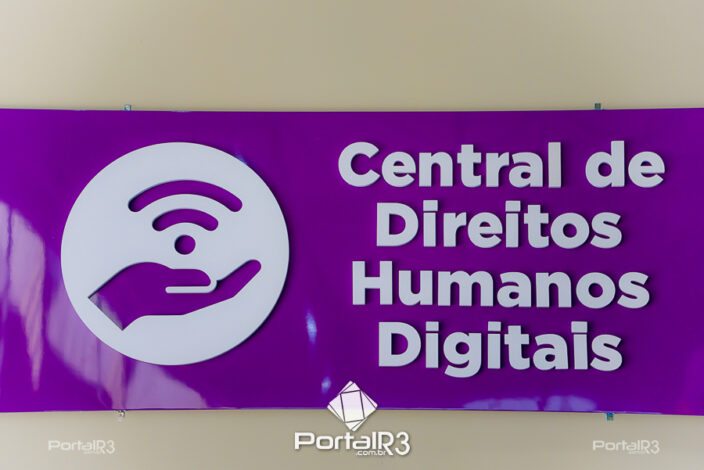 Central de
Direitos
Humanos
Digitais
PortalR3
PortalR3
.com.br
PortalR3